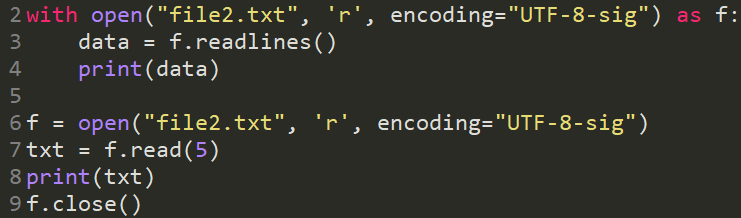 2 with open("file2.txt", 'r', encoding="UTF-8-sig") as f:
3     data = f.readlines()
4     print(data)
5
6 f = open("file2.txt", 'r', encoding="UTF-8-sig")
7 txt = f.read(5)
8 print(txt)
9 f.close()